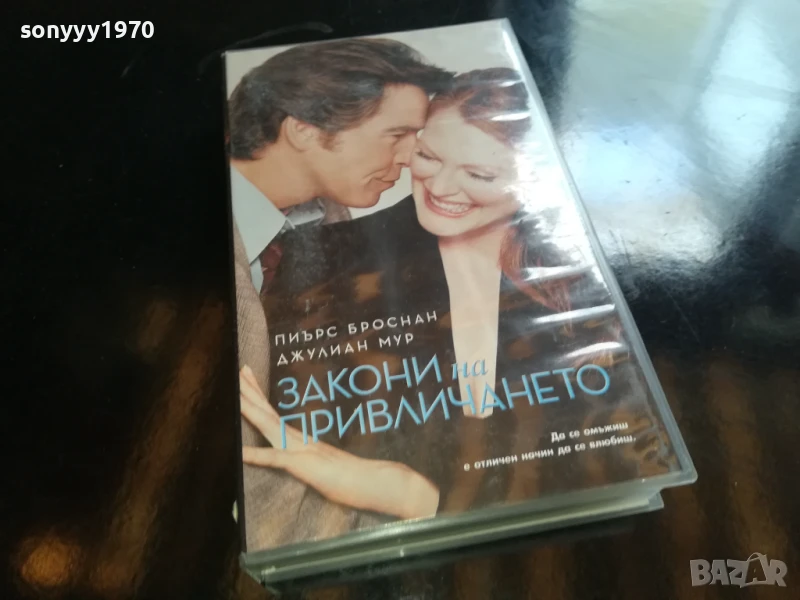 sonyyy1970
ПИЪРС БРОСНАН
ДЖУЛИАН МУР
ЗАКОНИ на
ПРИВЛИЧАНЕТО
Да се омъжиш
е отличен начин да се влюбиш.
BAZAR